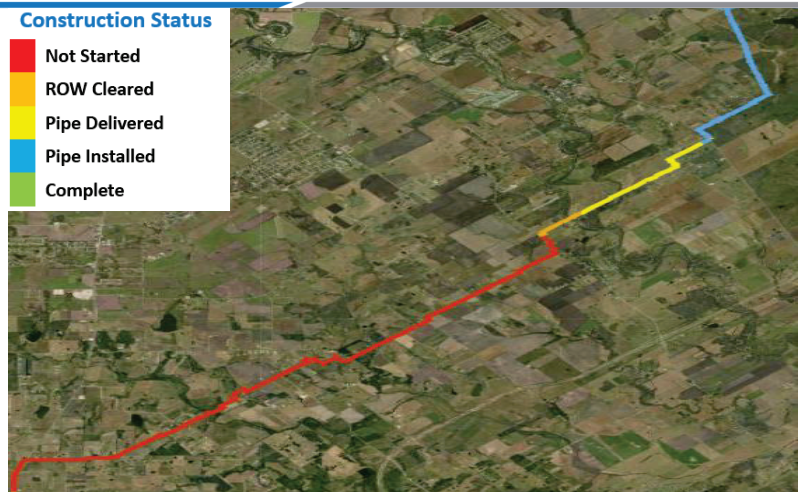 Construction Status
Not Started
ROW Cleared
Pipe Delivered
Pipe Installed
Complete